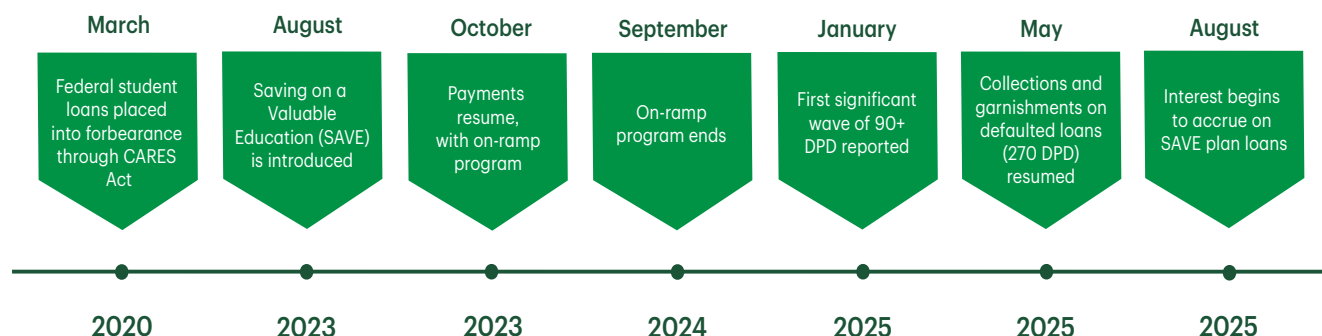 March
Federal student
loans placed
into forbearance
through CARES
Act
2020
August
Saving on a
Valuable
Education (SAVE)
is introduced
2023
October
Payments
resume,
with on-ramp
program
2023
September
On-ramp
program ends
2024
January
First significant
wave of 90+
DPD reported
2025
May
Collections and
garnishments on
defaulted loans
(270 DPD)
resumed
2025
August
Interest begins
to accrue on
SAVE plan loans
2025